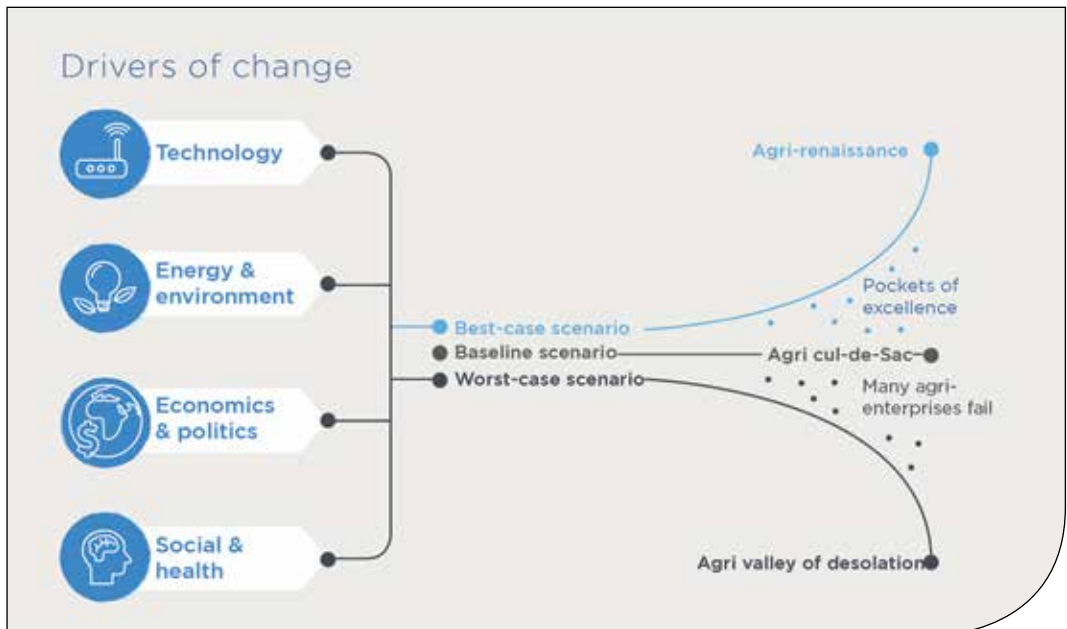 Drivers of change
Technology
Energy &
environment
Economics
& politics
$
Social &
health
Best-case scenario
Baseline scenario
Worst-case scenario
Agri-renaissance
Pockets of
excellence
Agri cul-de-Sac
Many agri-
enterprises fail
Agri valley of desolation